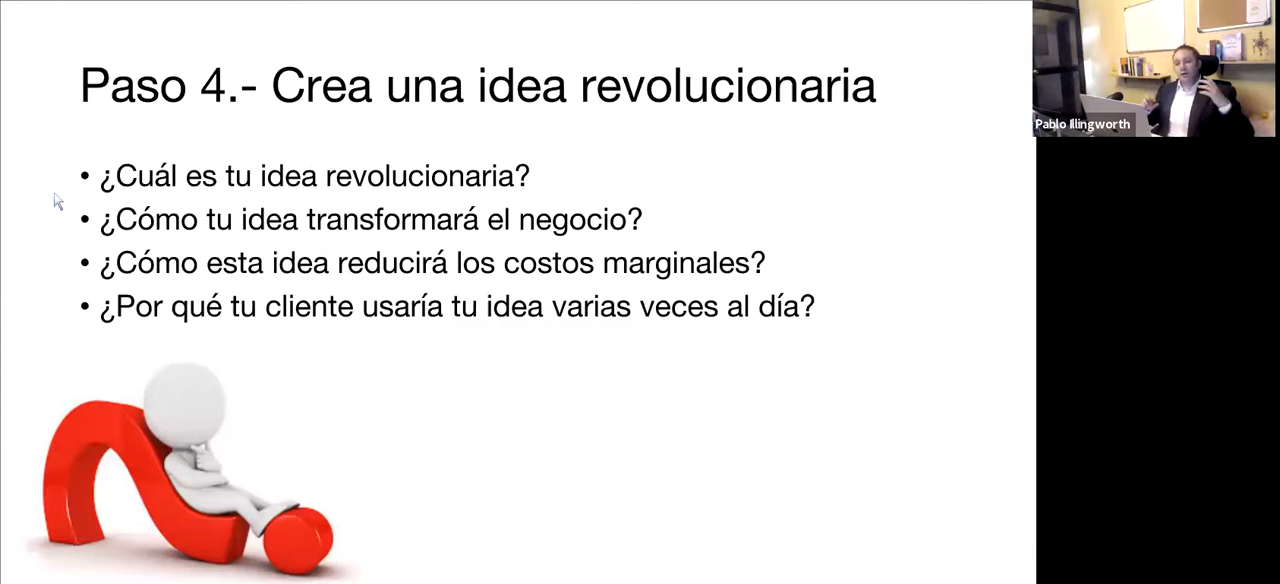 Paso 4.- Crea una idea revolucionaria
• ¿Cuál es tu idea revolucionaria?
• ¿Cómo tu idea transformará el negocio?
• ¿Cómo esta idea reducirá los costos marginales?
• ¿Por qué tu cliente usaría tu idea varias veces al día?
Pablo Illingworth